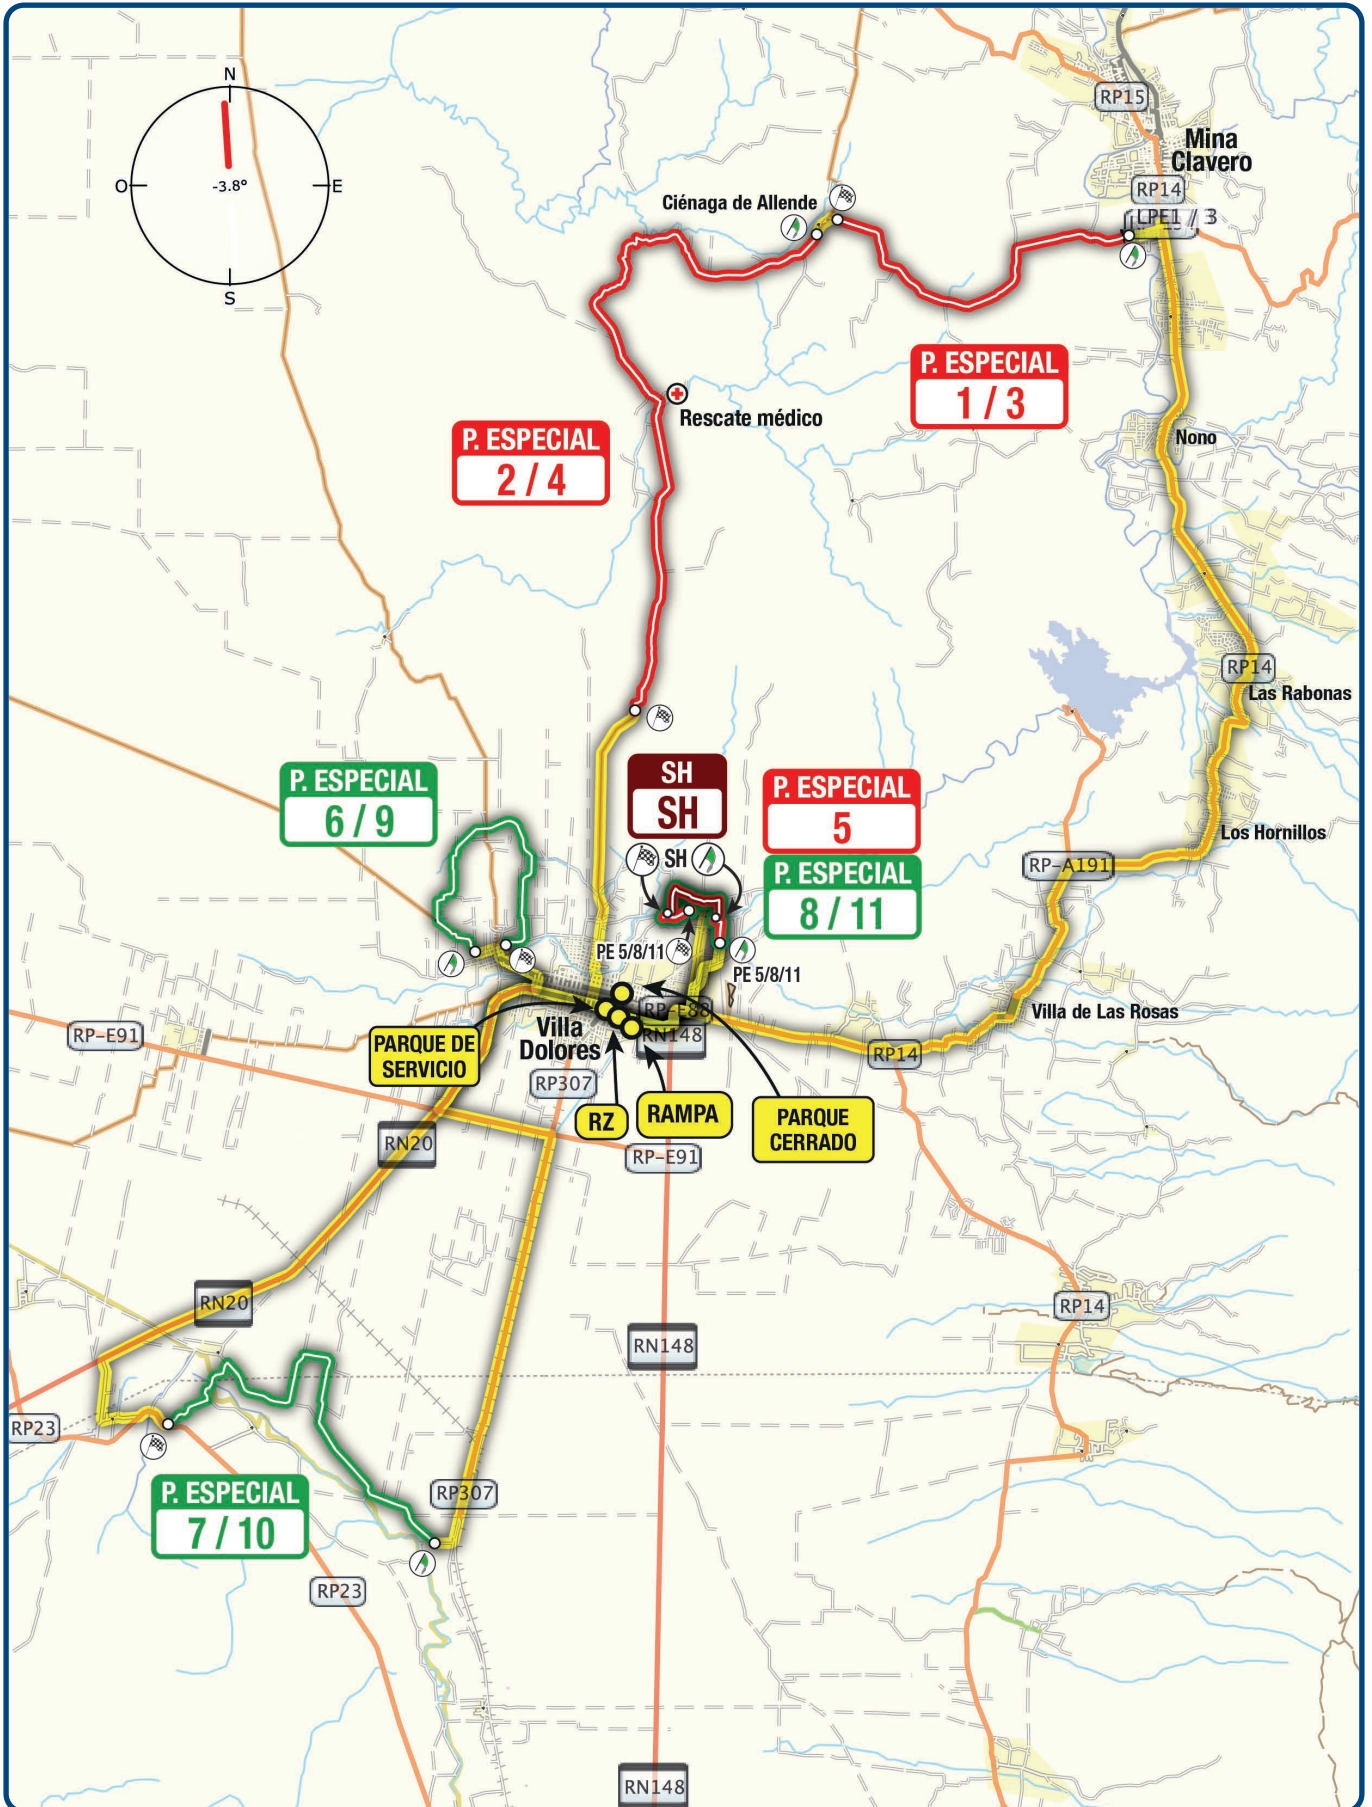 N
O
-3.8°
E
S
RP15
Mina
Clavero
RP14
LPE1 / 3
Ciénaga de Allende
P. ESPECIAL
1 / 3
Rescate médico
P. ESPECIAL
2 / 4
Nono
RP14
Las Rabonas
P. ESPECIAL
6 / 9
SH
SH
P. ESPECIAL
5
SH
P. ESPECIAL
8 / 11
Los Hornillos
RP-A191
PE 5/8/11
PE 5/8/11
RP-E88
Villa de Las Rosas
RP-E91
PARQUE DE
SERVICIO
Villa
Dolores
RN148
RP14
RP307
RZ
RAMPA
PARQUE
CERRADO
RN20
RP-E91
RN20
RP14
RN148
RP23
P. ESPECIAL
7 / 10
RP307
RP23
RN148